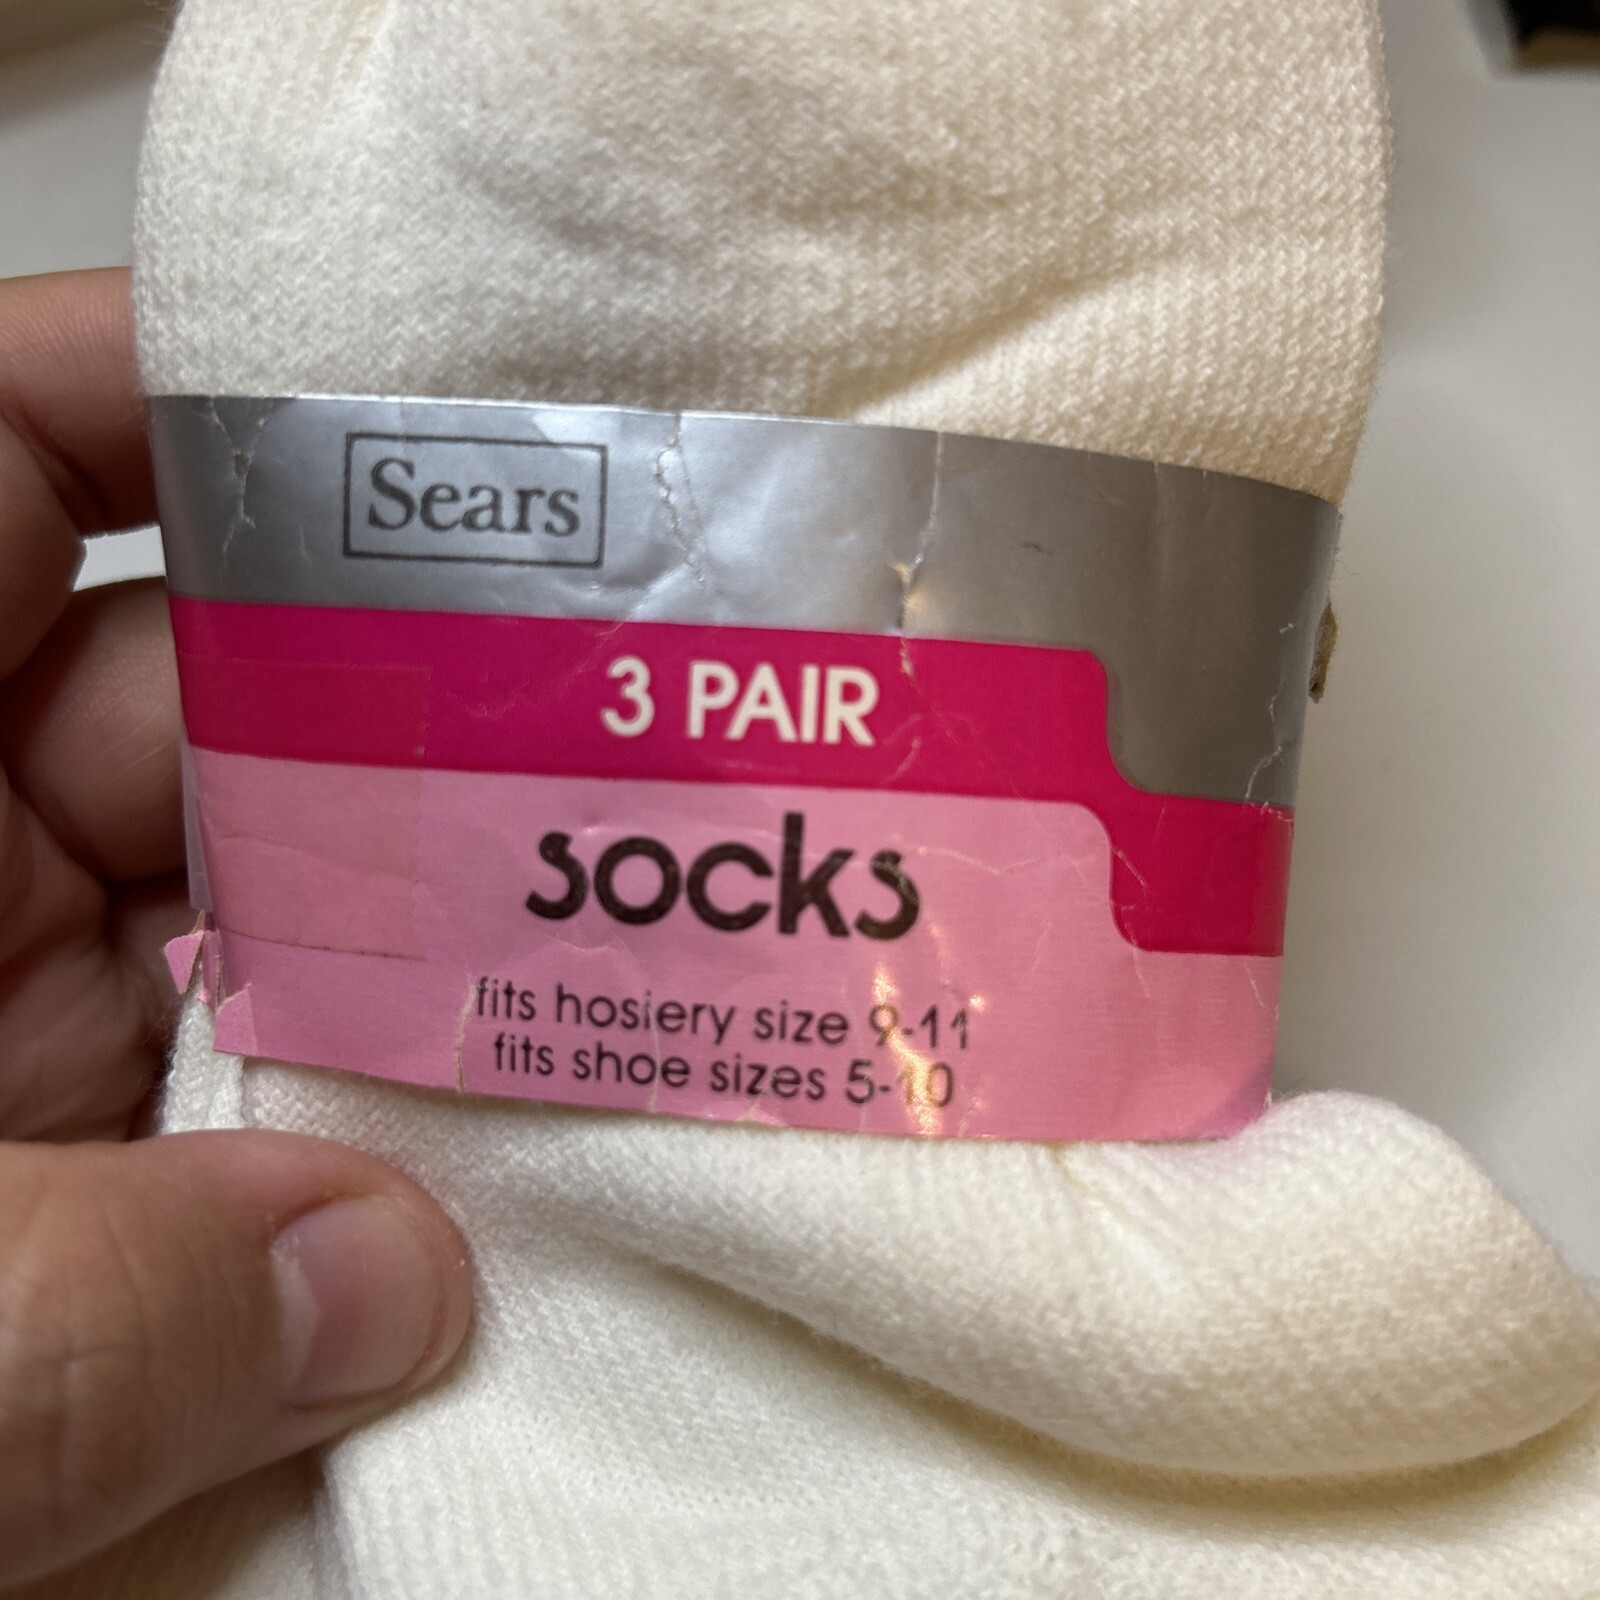 Sears
3 PAIR
socks
fits hosiery size 9-11
fits shoe sizes 5-10